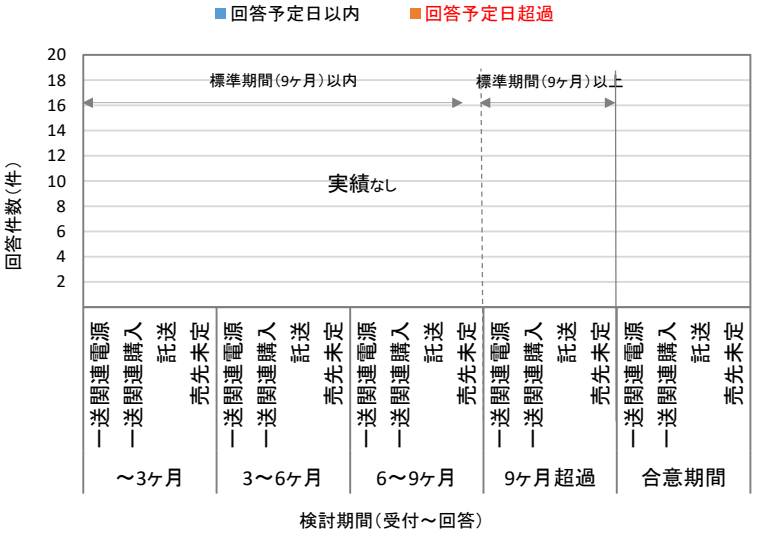 回答予定日以内 回答予定日超過
20
18
16
14
12
10
8
6
4
2
回答件数(件)
標準期間(9ヶ月)以内 標準期間(9ヶ月)以上
実績なし
一送関連電源 一送関連購入 託送 売先未定 一送関連電源 一送関連購入 託送 売先未定 一送関連電源 一送関連購入 託送 売先未定 一送関連電源 一送関連購入 託送 売先未定 一送関連電源 一送関連購入 託送 売先未定
～3ヶ月 3～6ヶ月 6～9ヶ月 9ヶ月超過 合意期間
検討期間(受付～回答)